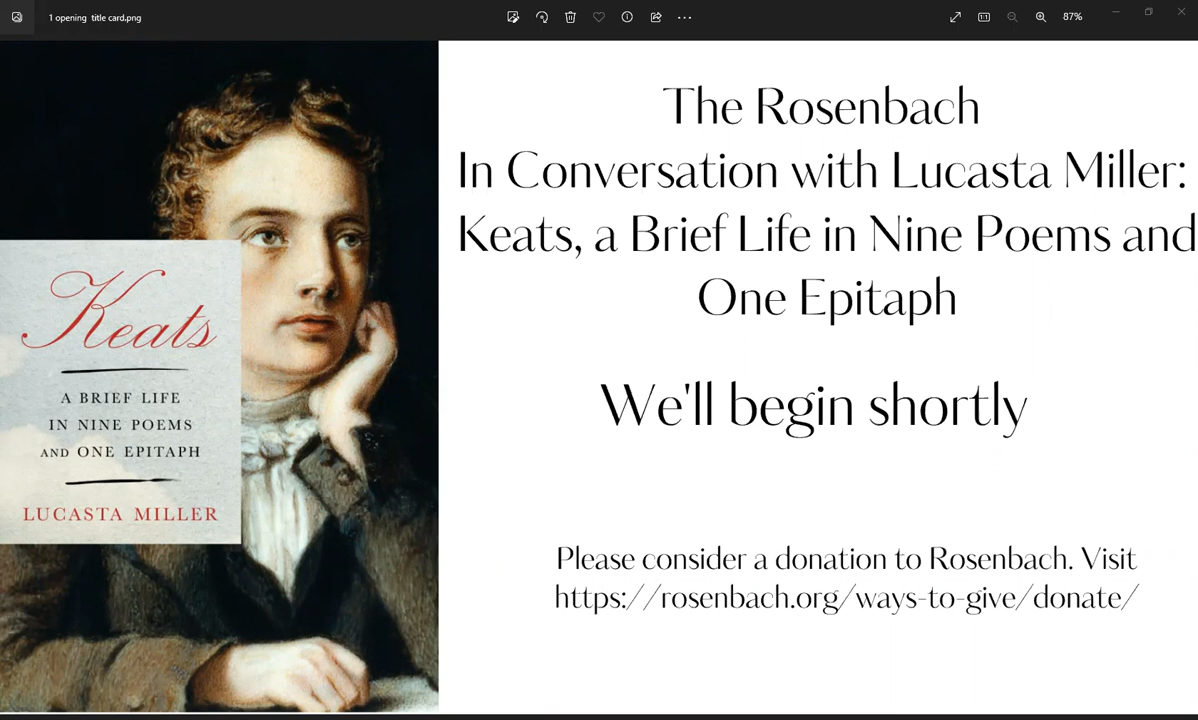 1 opening title card.png
87%
The Rosenbach
In Conversation with Lucasta Miller:
Keats, a Brief Life in Nine Poems and
One Epitaph
We'll begin shortly
Please consider a donation to Rosenbach. Visit
https://rosenbach.org/ways-to-give/donate/
Keats
A BRIEF LIFE
IN NINE POEMS
AND ONE EPITAPH
LUCASTA MILLER